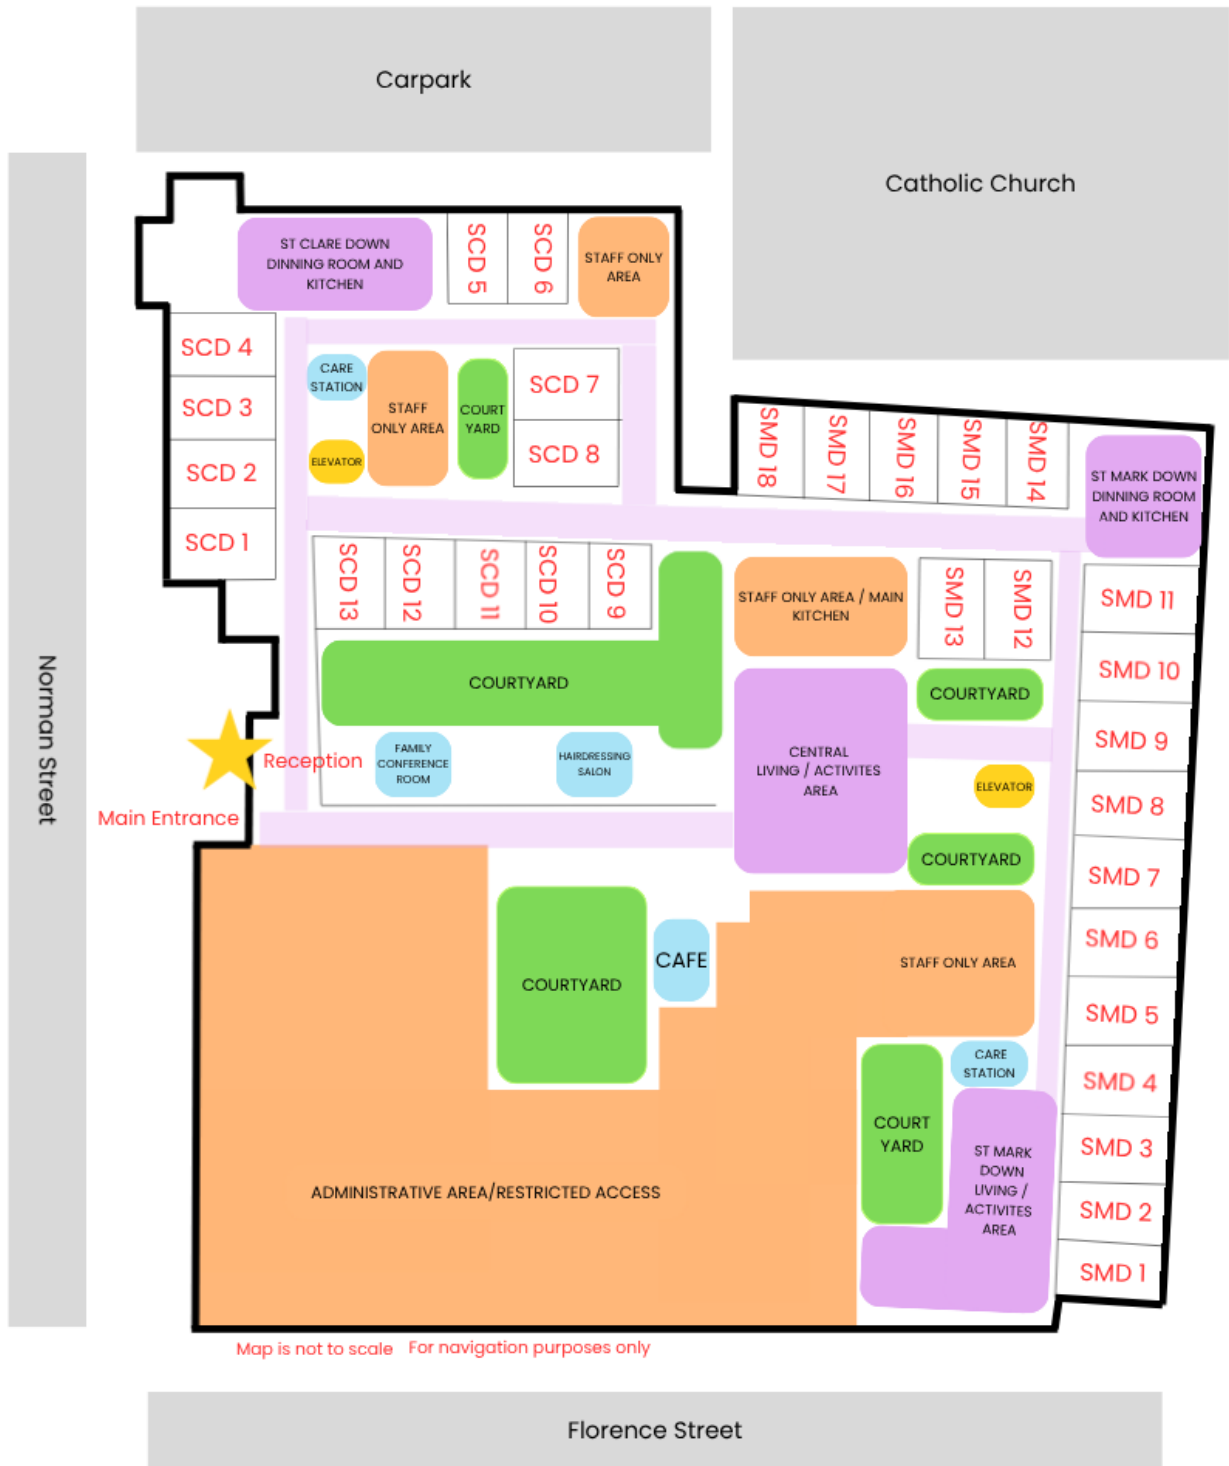 Carpark
Catholic Church
Norman Street
ST CLARE DOWN
DINNING ROOM AND
KITCHEN
SCD 5
SCD 6
STAFF ONLY
AREA
SCD 4
SCD 3
SCD 2
SCD 1
CARE
STATION
ELEVATOR
STAFF
ONLY AREA
COURT
YARD
SCD 7
SCD 8
SMD 18
SMD 17
SMD 16
SMD 15
SMD 14
ST MARK DOWN
DINNING ROOM
AND KITCHEN
SCD 13
SCD 12
SCD 11
SCD 10
SCD 9
STAFF ONLY AREA / MAIN
KITCHEN
SMD 13
SMD 12
SMD 11
SMD 10
SMD 9
SMD 8
SMD 7
SMD 6
SMD 5
SMD 4
SMD 3
SMD 2
SMD 1
COURTYARD
COURTYARD
Reception
Main Entrance
FAMILY
CONFERENCE
ROOM
HAIRDRESSING
SALON
CENTRAL
LIVING / ACTIVITES
AREA
ELEVATOR
COURTYARD
COURTYARD
CAFE
STAFF ONLY AREA
CARE
STATION
COURT
YARD
ST MARK
DOWN
LIVING /
ACTIVITES
AREA
ADMINISTRATIVE AREA/RESTRICTED ACCESS
Map is not to scale
For navigation purposes only
Florence Street